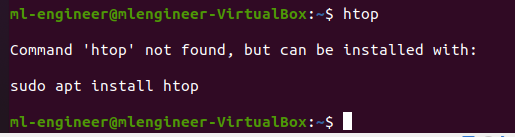 ml-engineer@mlengineer-VirtualBox:~$ htop
Command 'htop' not found, but can be installed with:
sudo apt install htop
ml-engineer@mlengineer-VirtualBox:~$